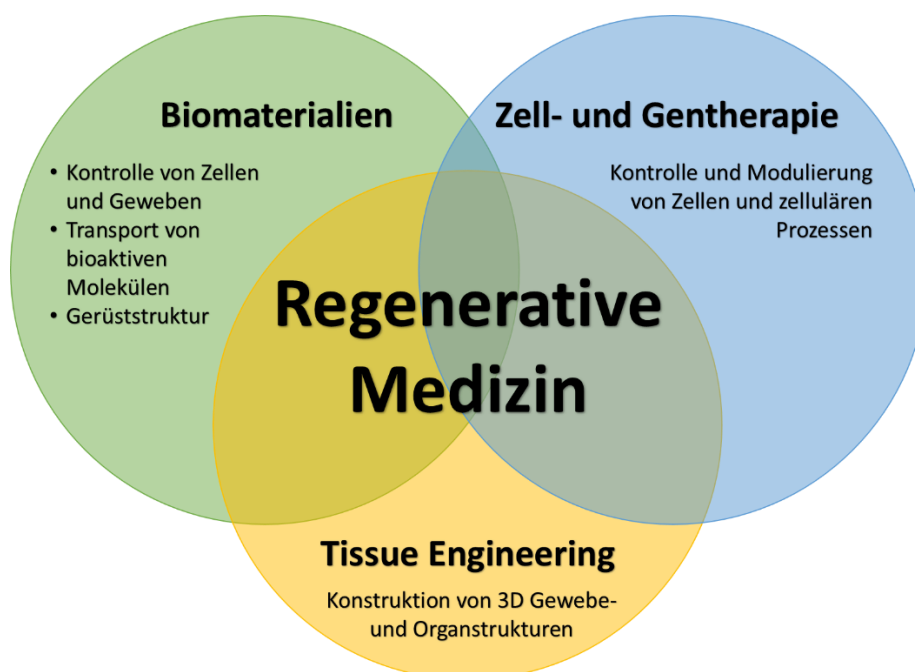 Biomaterialien
• Kontrolle von Zellen
und Geweben
• Transport von
bioaktiven
Molekülen
• Gerüststruktur
Zell- und Gentherapie
Kontrolle und Modulierung
von Zellen und zellulären
Prozessen
Regenerative
Medizin
Tissue Engineering
Konstruktion von 3D Gewebe-
und Organstrukturen